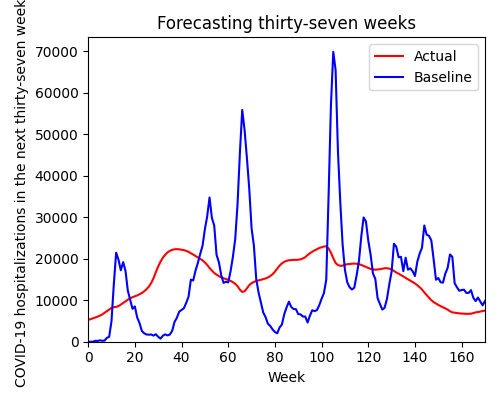 Forecasting thirty-seven weeks
COVID-19 hospitalizations in the next thirty-seven week
70000
60000
50000
40000
30000
20000
10000
0
Actual
Baseline
0 20 40 60 80 100 120 140 160
Week